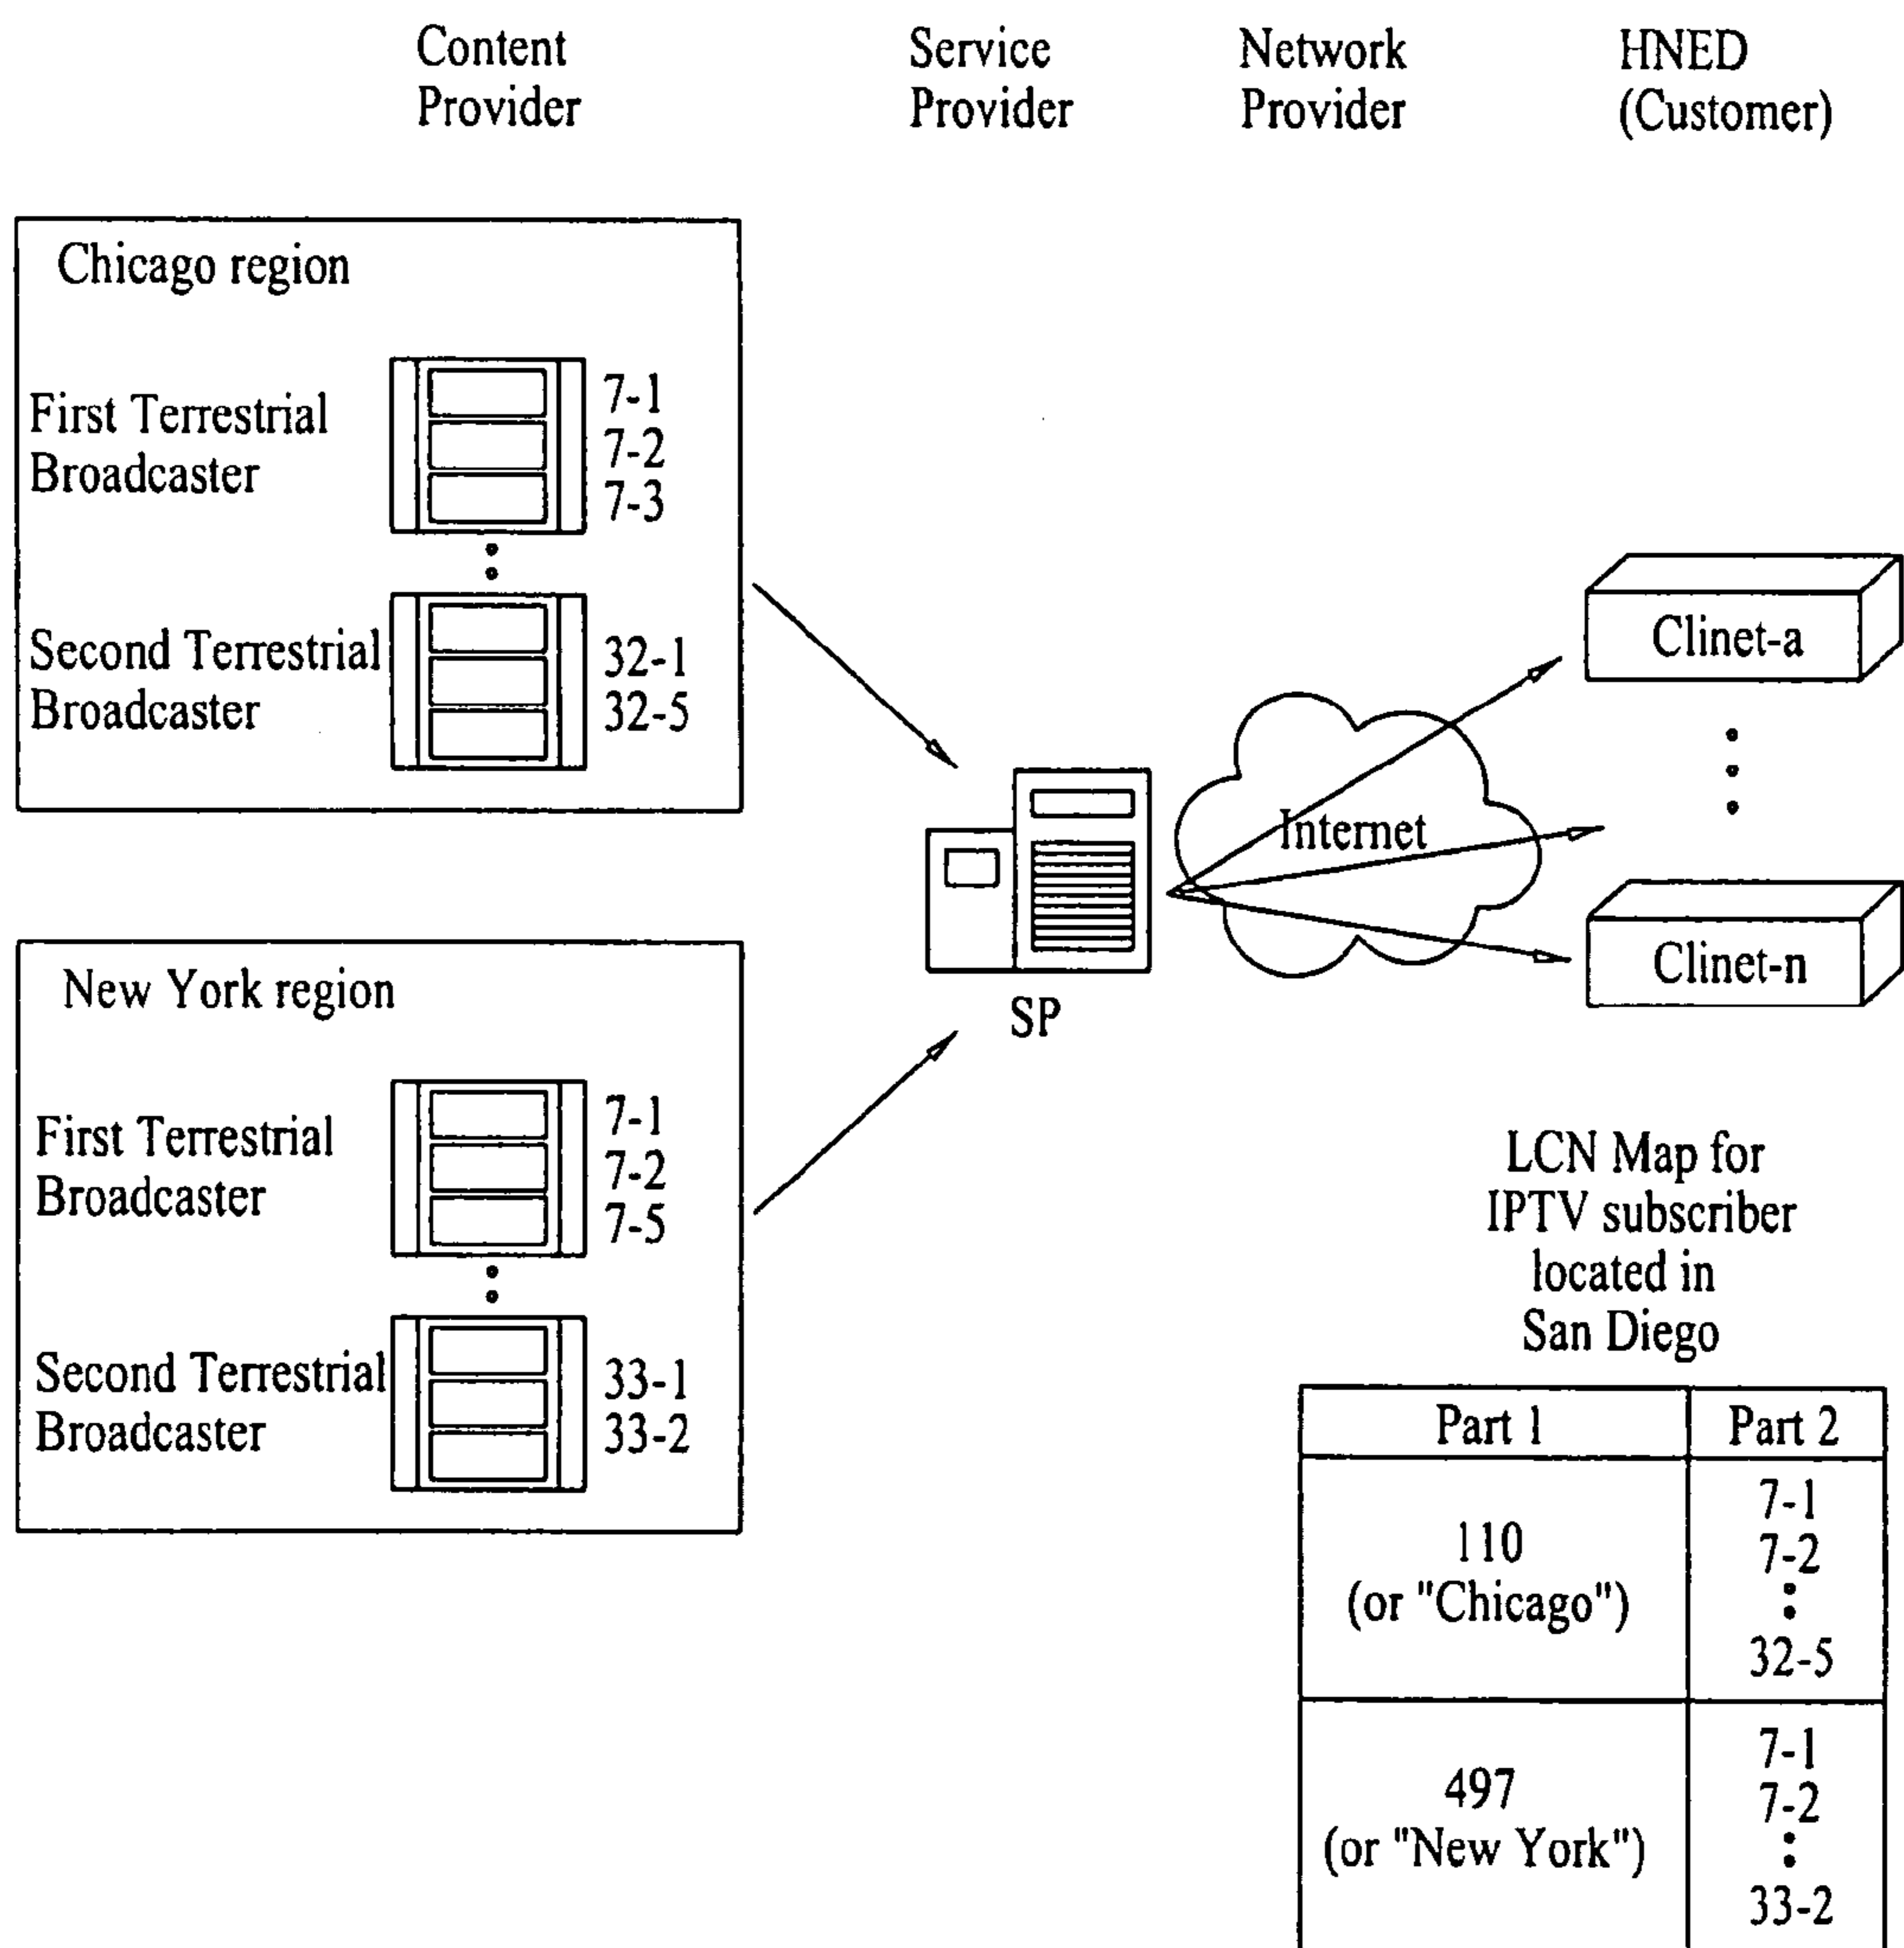 Content
Provider
Service
Provider
Network
Provider
HNED
(Customer)
Chicago region
First Terrestrial
Broadcaster
7-1
7-2
7-3
Second Terrestrial
Broadcaster
32-1
32-5
New York region
First Terrestrial
Broadcaster
7-1
7-2
7-5
Second Terrestrial
Broadcaster
33-1
33-2
SP
Internet
Clinet-a
Clinet-n
LCN Map for
IPTV subscriber
located in
San Diego
Part 1
Part 2
110
(or "Chicago")
7-1
7-2
32-5
497
(or "New York")
7-1
7-2
33-2